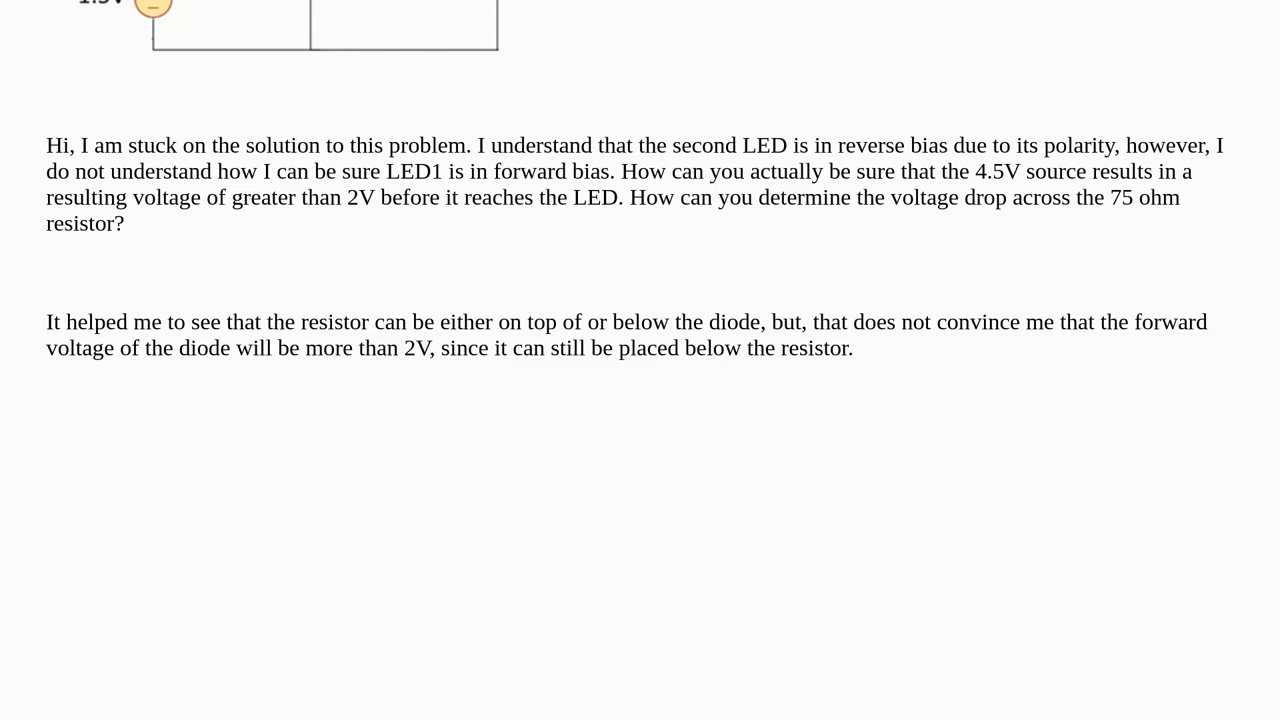 Hi, I am stuck on the solution to this problem. I understand that the second LED is in reverse bias due to its polarity, however, I
do not understand how I can be sure LED1 is in forward bias. How can you actually be sure that the 4.5V source results in a
resulting voltage of greater than 2V before it reaches the LED. How can you determine the voltage drop across the 75 ohm
resistor?
It helped me to see that the resistor can be either on top of or below the diode, but, that does not convince me that the forward
voltage of the diode will be more than 2V, since it can still be placed below the resistor.